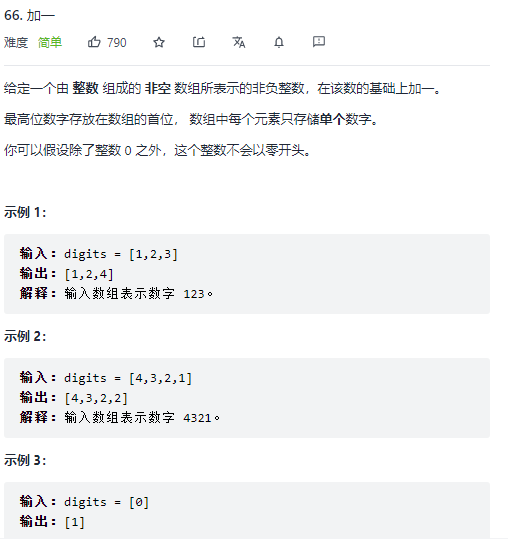 66. 加一
难度 简单 790
给定一个由 整数 组成的 非空 数组所表示的非负整数，在该数的基础上加一。
最高位数字存放在数组的首位， 数组中每个元素只存储单个数字。
你可以假设除了整数 0 之外，这个整数不会以零开头。
示例 1：
输入：digits = [1,2,3]
输出：[1,2,4]
解释：输入数组表示数字 123。
示例 2：
输入：digits = [4,3,2,1]
输出：[4,3,2,2]
解释：输入数组表示数字 4321。
示例 3：
输入：digits = [0]
输出：[1]